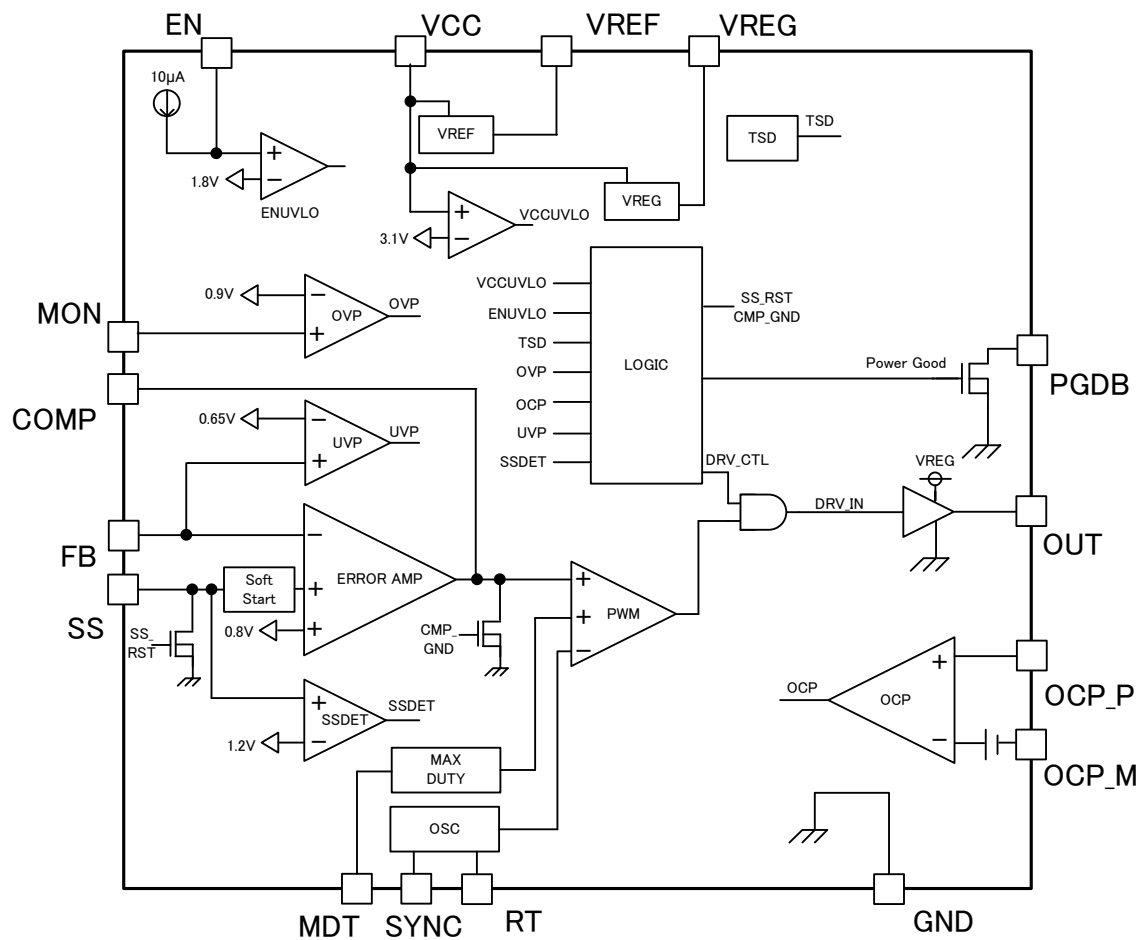 EN
VCC
VREF
VREG
10µA
VREF
TSD
TSD
+
−
1.8V
ENUVLO
VREG
+
−
VCCUVLO
3.1V
0.9V
−
OVP
OVP
+
MON
VCCUVLO
ENUVLO
TSD
OVP
OCP
UVP
SSDET
LOGIC
SS_RST
CMP_GND
Power Good
PGDB
COMP
0.65V
−
UVP
UVP
+
DRV_CTL
VREG
DRV_IN
OUT
FB
−
ERROR AMP
Soft
Start
+
SS
0.8V
+
SS_
RST
CMP_
GND
+
+
−
PWM
+
SSDET
SSDET
1.2V
−
OCP
OCP
+
−
OCP_P
OCP_M
MAX
DUTY
OSC
MDT
SYNC
RT
GND